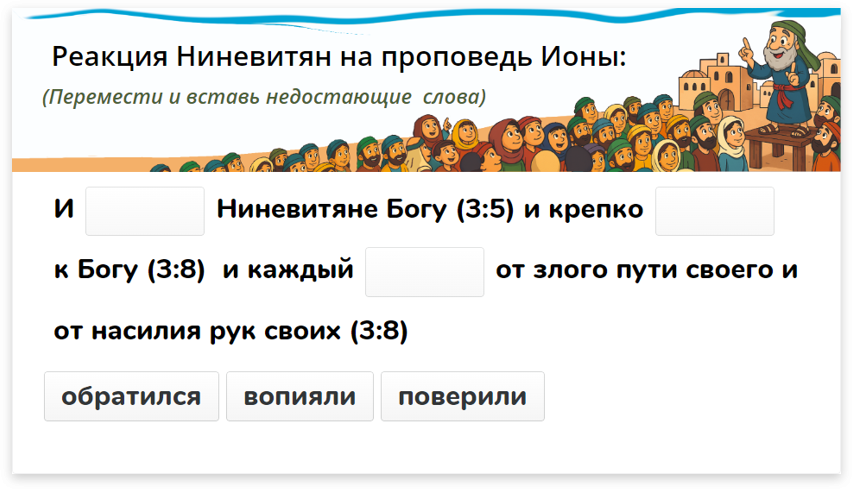 Реакция Ниневитян на проповедь Ионы:
(Перемести и вставь недостающие слова)
И Ниневитяне Богу (3:5) и крепко
к Богу (3:8) и каждый от злого пути своего и
от насилия рук своих (3:8)
обратился вопияли поверили